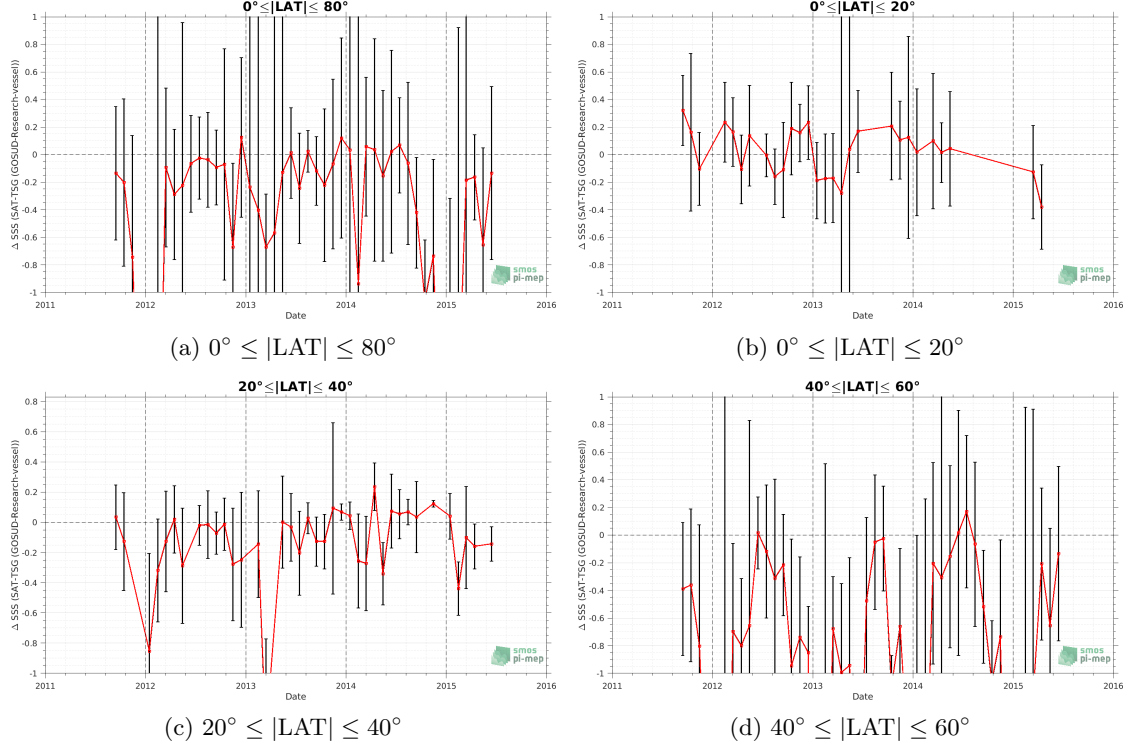 0°≤|LAT|≤ 80°
Δ SSS (SAT-TSG (GOSUD-Research-vessel))
1
0.8
0.6
0.4
0.2
0
-0.2
-0.4
-0.6
-0.8
-1
smos
pi-mep
2011 2012 2013 2014 2015 2016
Date
(a) 0° ≤ |LAT| ≤ 80°
0°≤|LAT|≤ 20°
Δ SSS (SAT-TSG (GOSUD-Research-vessel))
1
0.8
0.6
0.4
0.2
0
-0.2
-0.4
-0.6
-0.8
-1
smos
pi-mep
2011 2012 2013 2014 2015 2016
Date
(b) 0° ≤ |LAT| ≤ 20°
20°≤|LAT|≤ 40°
Δ SSS (SAT-TSG (GOSUD-Research-vessel))
0.8
0.6
0.4
0.2
0
-0.2
-0.4
-0.6
-0.8
-1
smos
pi-mep
2011 2012 2013 2014 2015 2016
Date
(c) 20° ≤ |LAT| ≤ 40°
40°≤|LAT|≤ 60°
Δ SSS (SAT-TSG (GOSUD-Research-vessel))
1
0.8
0.6
0.4
0.2
0
-0.2
-0.4
-0.6
-0.8
-1
smos
pi-mep
2011 2012 2013 2014 2015 2016
Date
(d) 40° ≤ |LAT| ≤ 60°